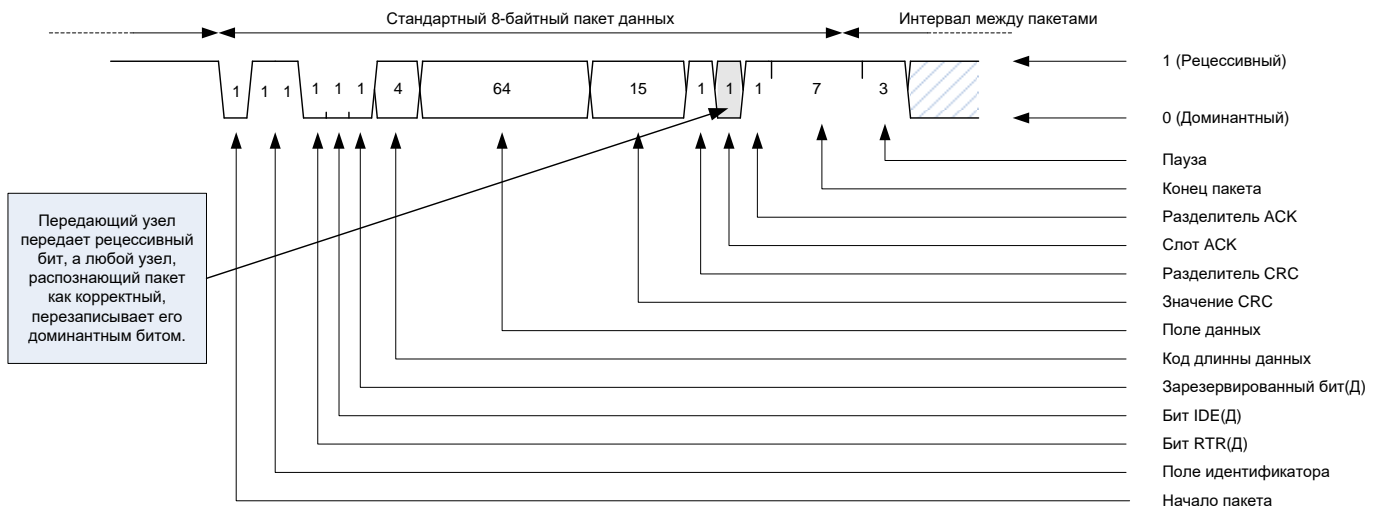 Стандартный 8-байтный пакет данных
Интервал между пакетами
1 1 1 1 1 1 4 64 15 1 1 1 7 3
1 (Рецессивный)
0 (Доминантный)
Пауза
Конец пакета
Разделитель ACK
Слот ACK
Разделитель CRC
Значение CRC
Поле данных
Код длинны данных
Зарезервированный бит(Д)
Бит IDE(Д)
Бит RTR(Д)
Поле идентификатора
Начало пакета
Передающий узел
передает рецессивный
бит, а любой узел,
распознающий пакет
как корректный,
перезаписывает его
доминантным битом.